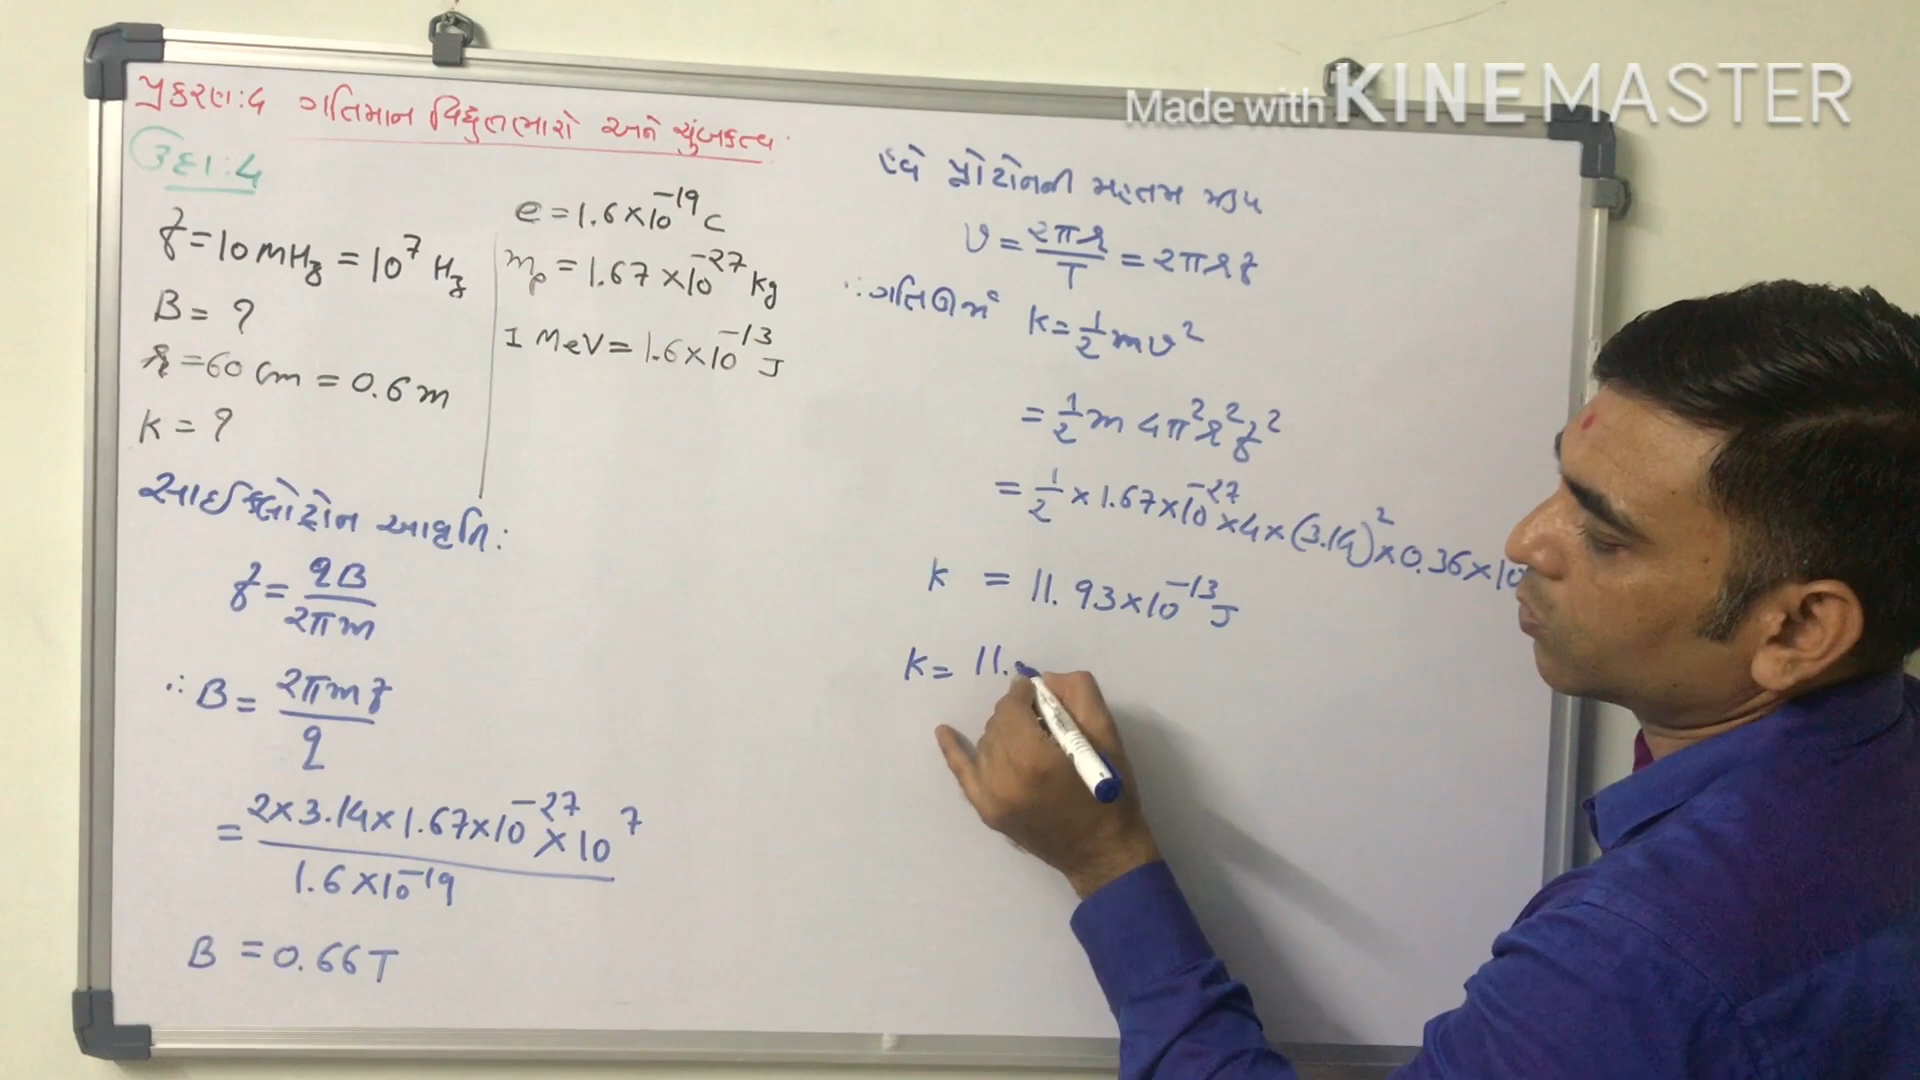 Made with KINEMASTER
પ્રકરણ:4 ગતિમાન વિદ્યુતભારો અને ચુંબકત્વ
ઉદા:4
f = 10 MHz = 10⁷ Hz
B = ?
r = 60 cm = 0.6 m
K = ?
e = 1.6 × 10⁻¹⁹ C
mₚ = 1.67 × 10⁻²⁷ kg
1 MeV = 1.6 × 10⁻¹³ J
સાઈક્લોટ્રોન આવૃત્તિ:
f = qB / 2πm
∴ B = 2πmf / q
= 2 × 3.14 × 1.67 × 10⁻²⁷ × 10⁷ / 1.6 × 10⁻¹⁹
B = 0.66 T
હવે પ્રોટોનની મહત્તમ ઝડપ
v = 2πr / T = 2πrf
∴ ગતિઊર્જા K = 1/2 mv²
= 1/2 m 4π²r²f²
= 1/2 × 1.67 × 10⁻²⁷ × 4 × (3.14)² × 0.36 × 10
K = 11.93 × 10⁻¹³ J
K = 11.